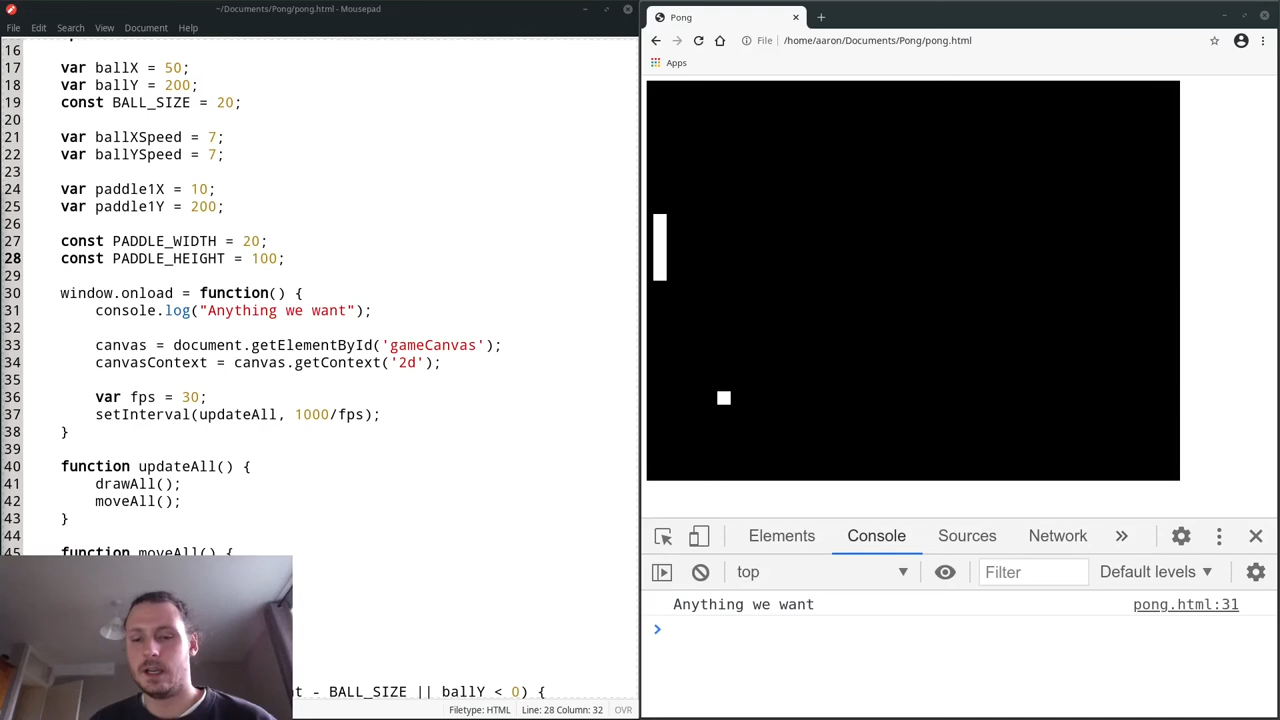 ~/Documents/Pong/pong.html - Mousepad
File Edit Search View Document Help
16
17 var ballX = 50;
18 var ballY = 200;
19 const BALL_SIZE = 20;
20
21 var ballXSpeed = 7;
22 var ballYSpeed = 7;
23
24 var paddle1X = 10;
25 var paddle1Y = 200;
26
27 const PADDLE_WIDTH = 20;
28 const PADDLE_HEIGHT = 100;
29
30 window.onload = function() {
31 console.log("Anything we want");
32
33 canvas = document.getElementById('gameCanvas');
34 canvasContext = canvas.getContext('2d');
35
36 var fps = 30;
37 setInterval(updateAll, 1000/fps);
38 }
39
40 function updateAll() {
41 drawAll();
42 moveAll();
43 }
44
45 function moveAll() {
t - BALL_SIZE || ballY < 0) {
Filetype: HTML Line: 28 Column: 32 OVR
Pong
File /home/aaron/Documents/Pong/pong.html
Apps
Elements Console Sources Network
top Filter Default levels
Anything we want pong.html:31